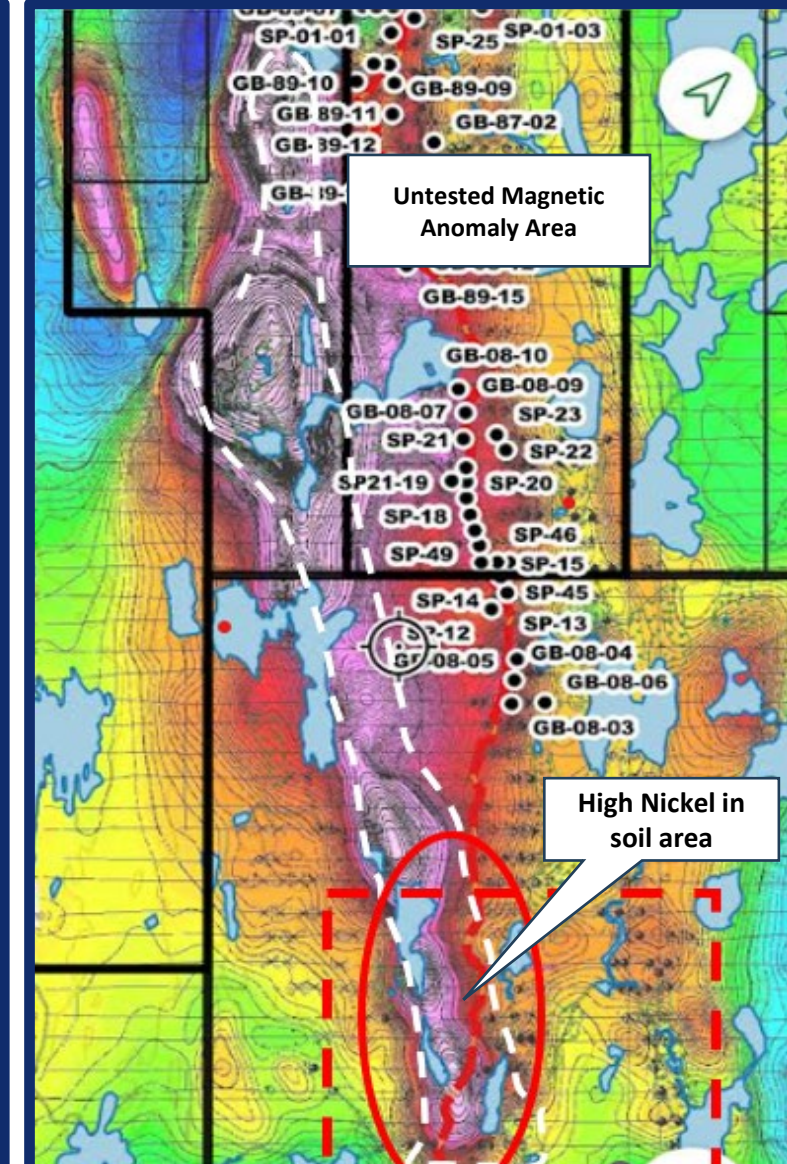 SP-01-01
SP-25
SP-01-03
GB-89-10
GB-89-09
GB-89-11
GB-87-02
GB-89-12
Untested Magnetic
Anomaly Area
GB-89-15
GB-08-10
GB-08-09
GB-08-07
SP-23
SP-21
SP-22
SP21-19
SP-20
SP-18
SP-46
SP-49
SP-15
SP-45
SP-14
SP-13
SP-12
GB-08-04
GB-08-05
GB-08-06
GB-08-03
High Nickel in
soil area